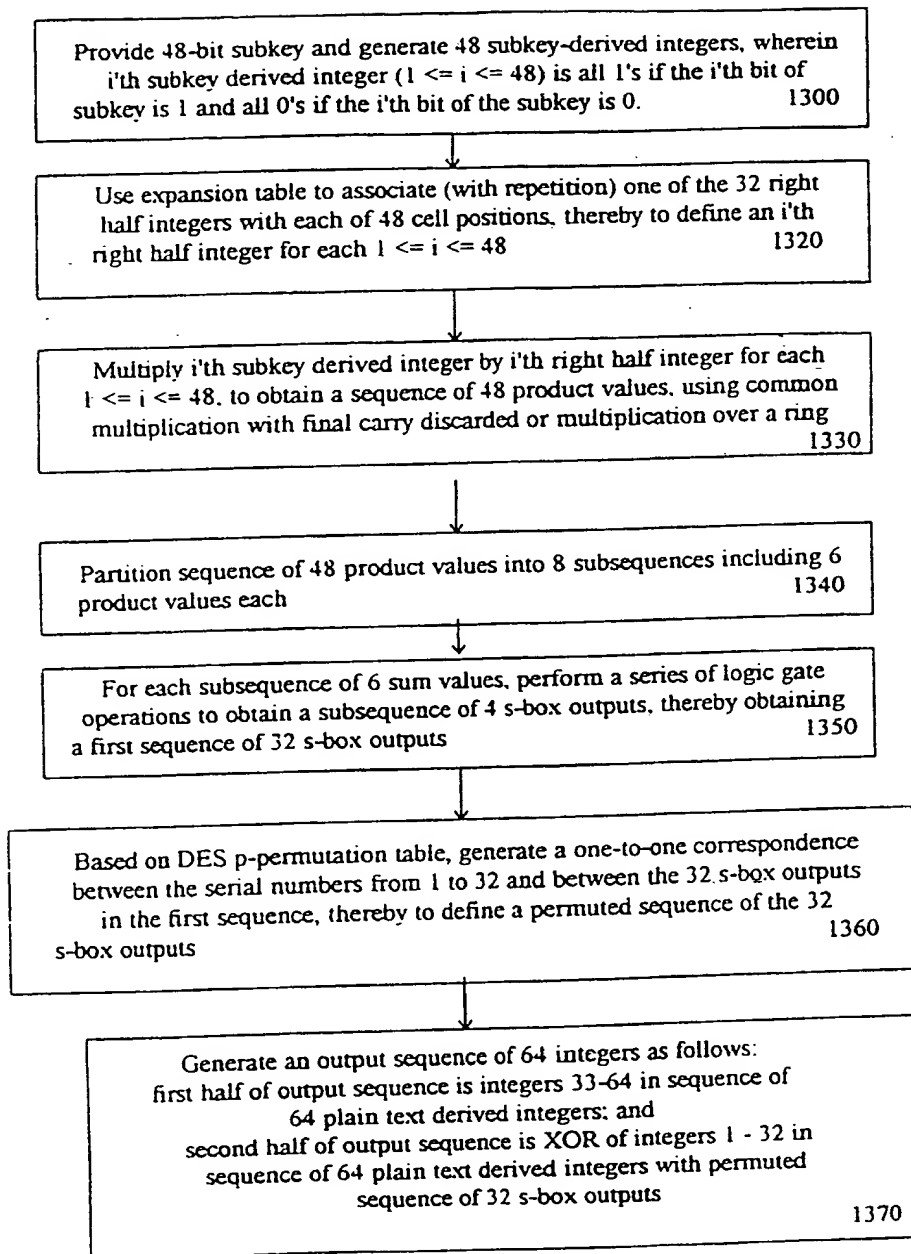 Provide 48-bit subkey and generate 48 subkey-derived integers, wherein
i'th subkey derived integer (1 <= i <= 48) is all 1's if the i'th bit of
subkey is 1 and all 0's if the i'th bit of the subkey is 0.
1300
Use expansion table to associate (with repetition) one of the 32 right
half integers with each of 48 cell positions, thereby to define an i'th
right half integer for each 1 <= i <= 48
1320
Multiply i'th subkey derived integer by i'th right half integer for each
1 <= i <= 48, to obtain a sequence of 48 product values, using common
multiplication with final carry discarded or multiplication over a ring
1330
Partition sequence of 48 product values into 8 subsequences including 6
product values each
1340
For each subsequence of 6 sum values, perform a series of logic gate
operations to obtain a subsequence of 4 s-box outputs, thereby obtaining
a first sequence of 32 s-box outputs
1350
Based on DES p-permutation table, generate a one-to-one correspondence
between the serial numbers from 1 to 32 and between the 32 s-box outputs
in the first sequence, thereby to define a permuted sequence of the 32
s-box outputs
1360
Generate an output sequence of 64 integers as follows:
first half of output sequence is integers 33-64 in sequence of
64 plain text derived integers; and
second half of output sequence is XOR of integers 1 - 32 in
sequence of 64 plain text derived integers with permuted
sequence of 32 s-box outputs
1370